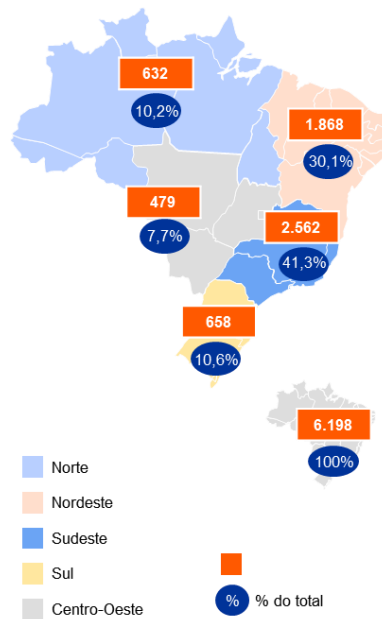 632
10,2%
1.868
30,1%
479
7,7%
2.562
41,3%
658
10,6%
6.198
100%
Norte
Nordeste
Sudeste
Sul
Centro-Oeste
% % do total